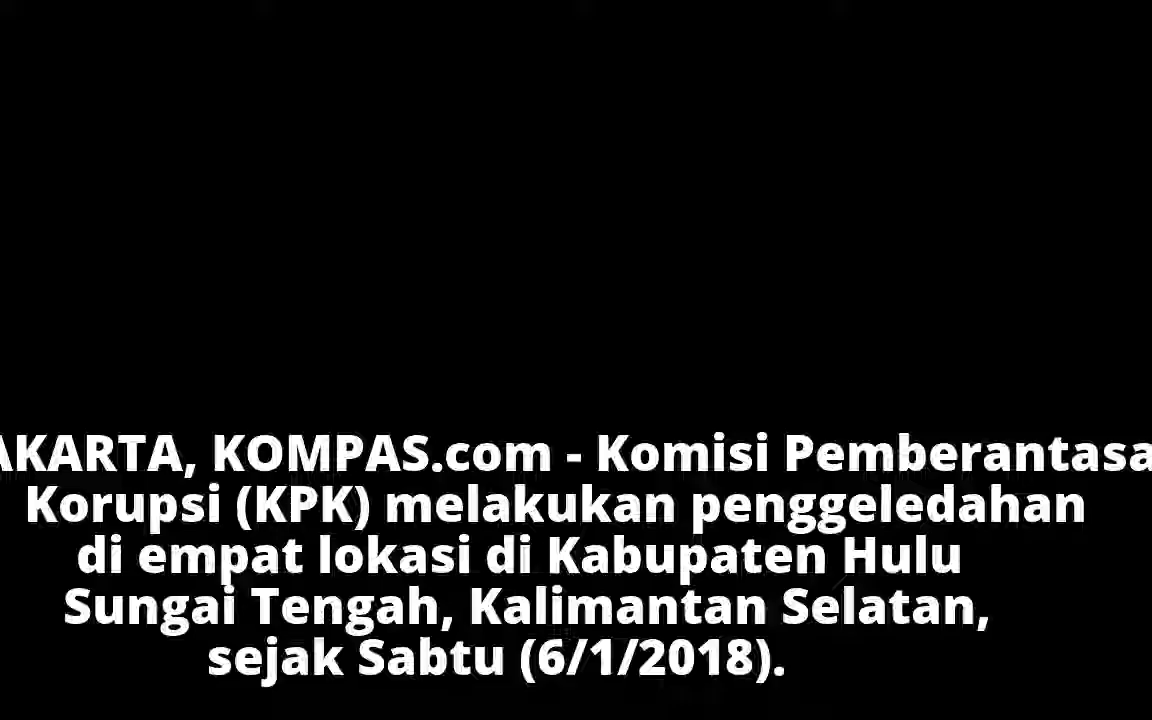 AKARTA, KOMPAS.com - Komisi Pemberantasa
Korupsi (KPK) melakukan penggeledahan
di empat lokasi di Kabupaten Hulu
Sungai Tengah, Kalimantan Selatan,
sejak Sabtu (6/1/2018).